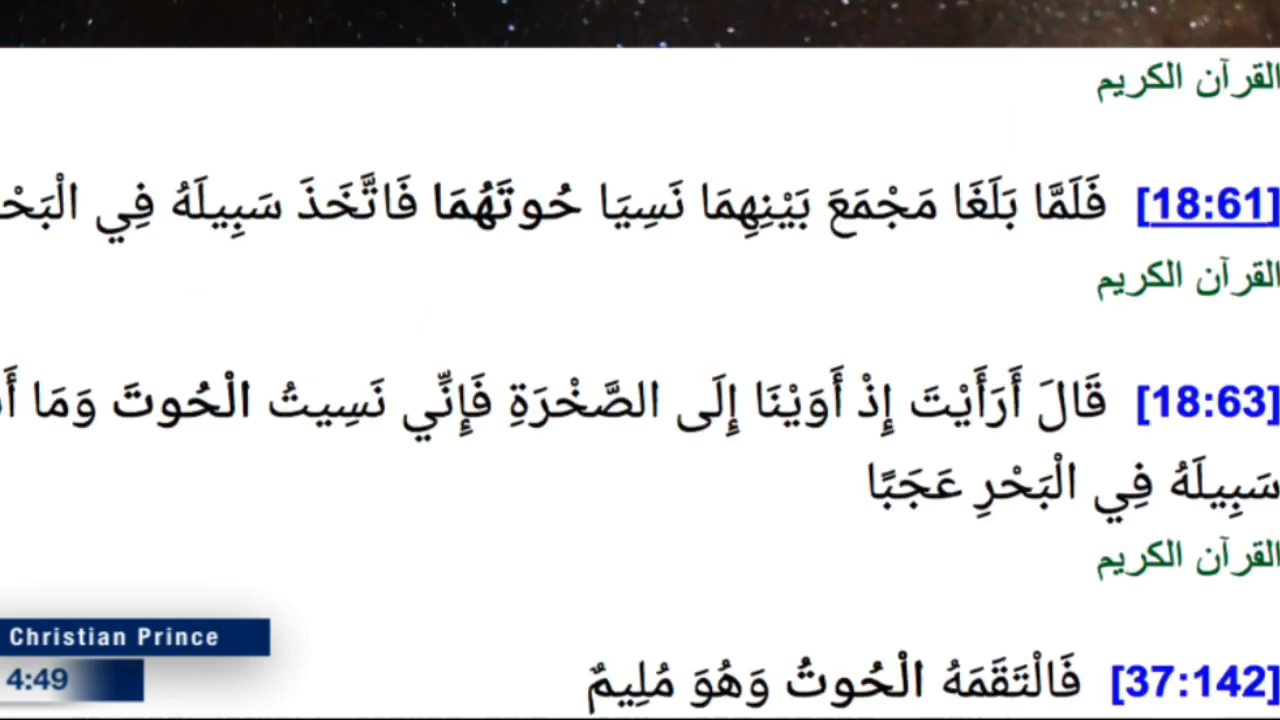 القرآن الكريم
[18:61] فَلَمَّا بَلَغَا مَجْمَعَ بَيْنِهِمَا نَسِيَا حُوتَهُمَا فَاتَّخَذَ سَبِيلَهُ فِي
القرآن الكريم
[18:63] قَالَ أَرَأَيْتَ إِذْ أَوَيْنَا إِلَى الصَّخْرَةِ فَإِنِّي نَسِيتُ الْحُوتَ وَمَا
سَبِيلَهُ فِي الْبَحْرِ عَجَبًا
القرآن الكريم
[37:142] فَالْتَقَمَهُ الْحُوتُ وَهُوَ مُلِيمٌ
Christian Prince
4:49